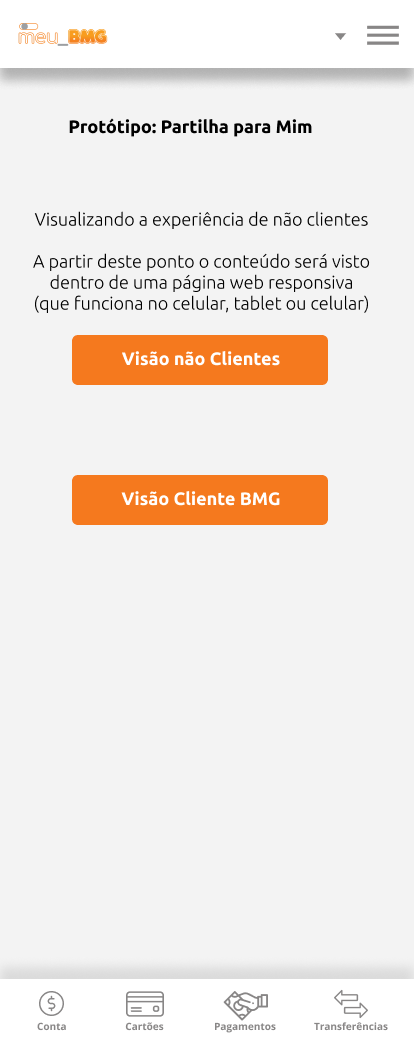 meu_BMG
Protótipo: Partilha para Mim
Visualizando a experiência de não clientes
A partir deste ponto o conteúdo será visto
dentro de uma página web responsiva
(que funciona no celular, tablet ou celular)
Visão não Clientes
Visão Cliente BMG
$
Conta
Cartões
Pagamentos
Transferências